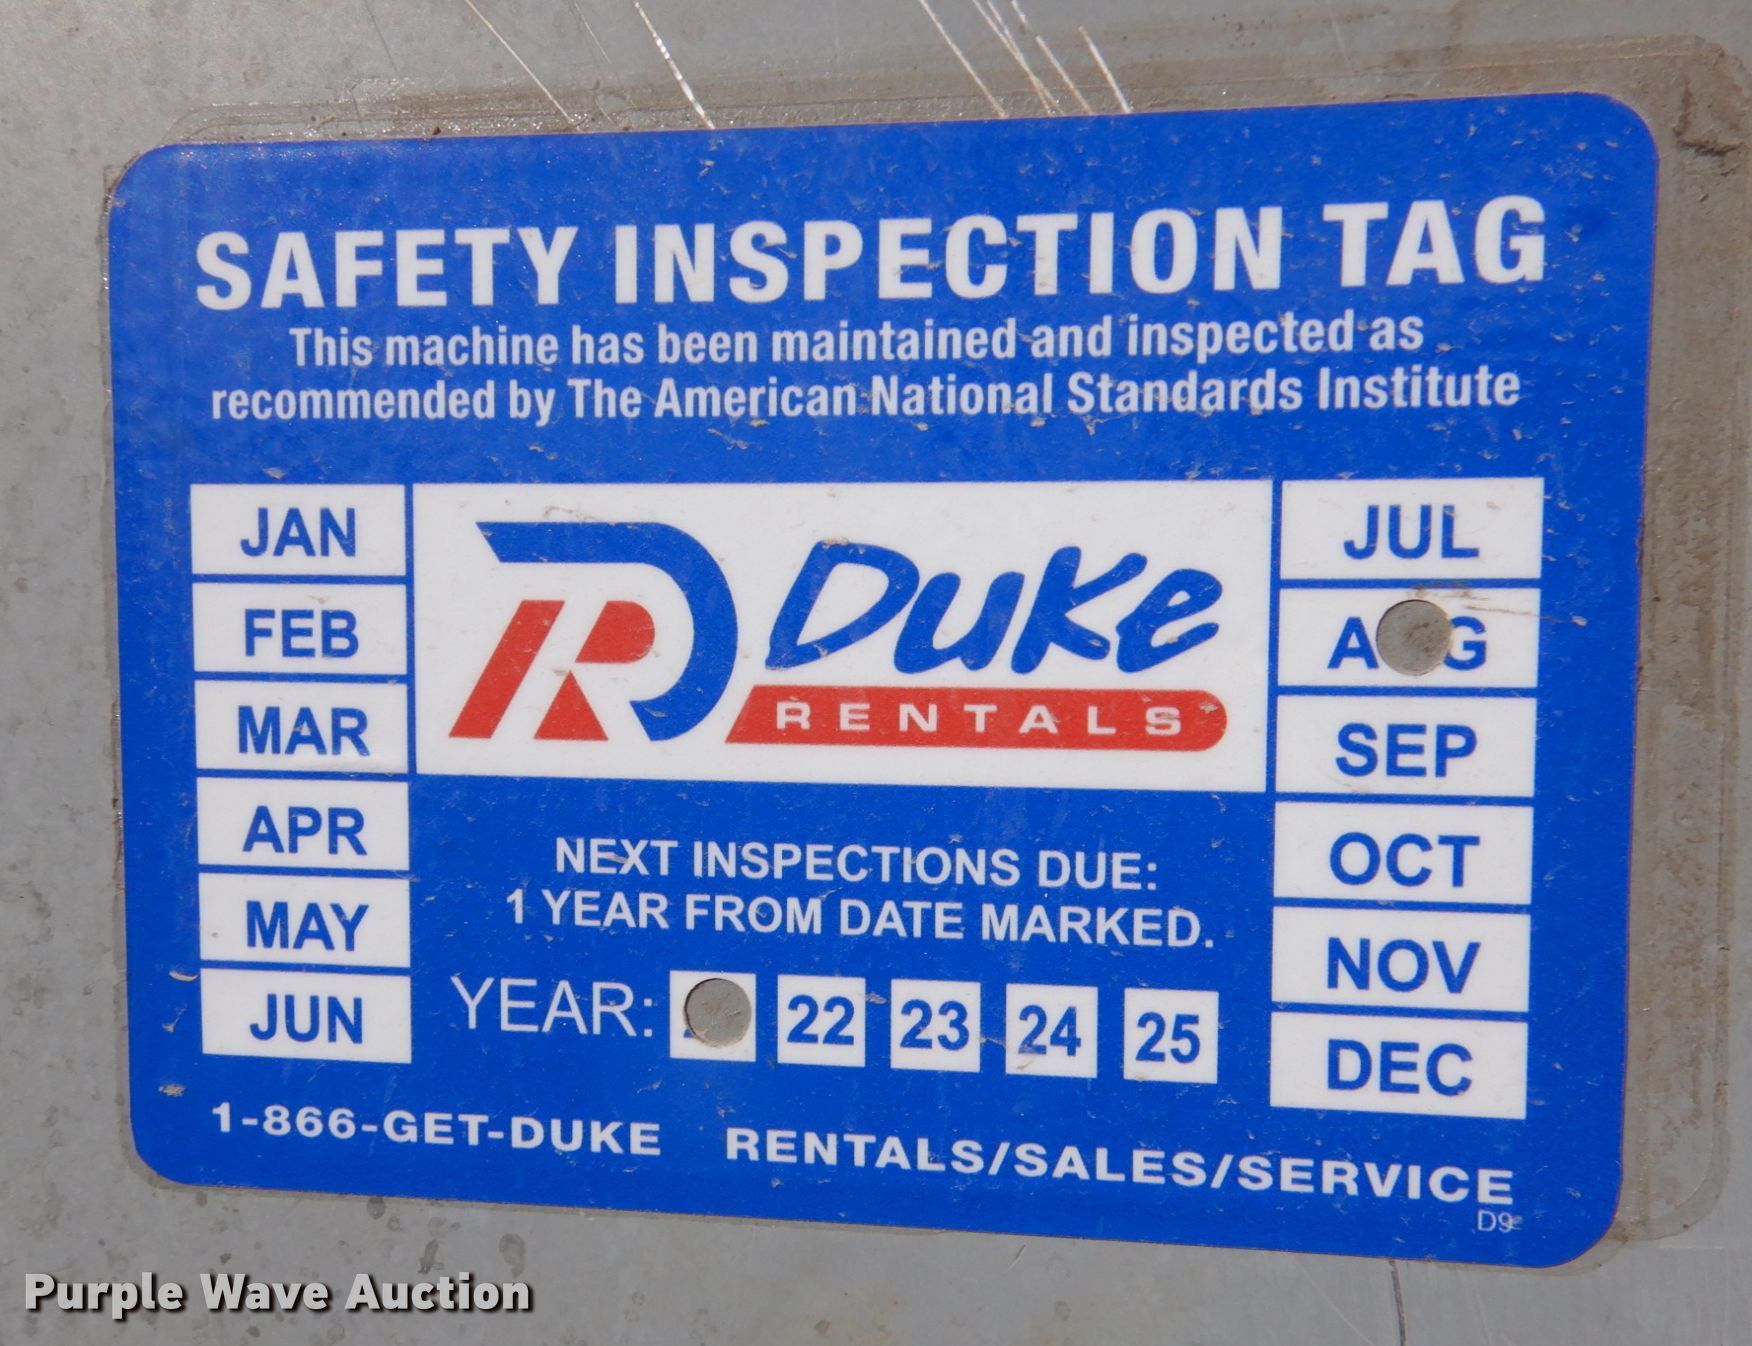 SAFETY INSPECTION TAG
This machine has been maintained and inspected as
recommended by The American National Standards Institute
JAN
FEB
MAR
APR
MAY
JUN
DUKE
RENTALS
NEXT INSPECTIONS DUE:
1 YEAR FROM DATE MARKED.
YEAR: 22 23 24 25
JUL
SEP
OCT
NOV
DEC
1-866-GET-DUKE RENTALS/SALES/SERVICE
D9
Purple Wave Auction